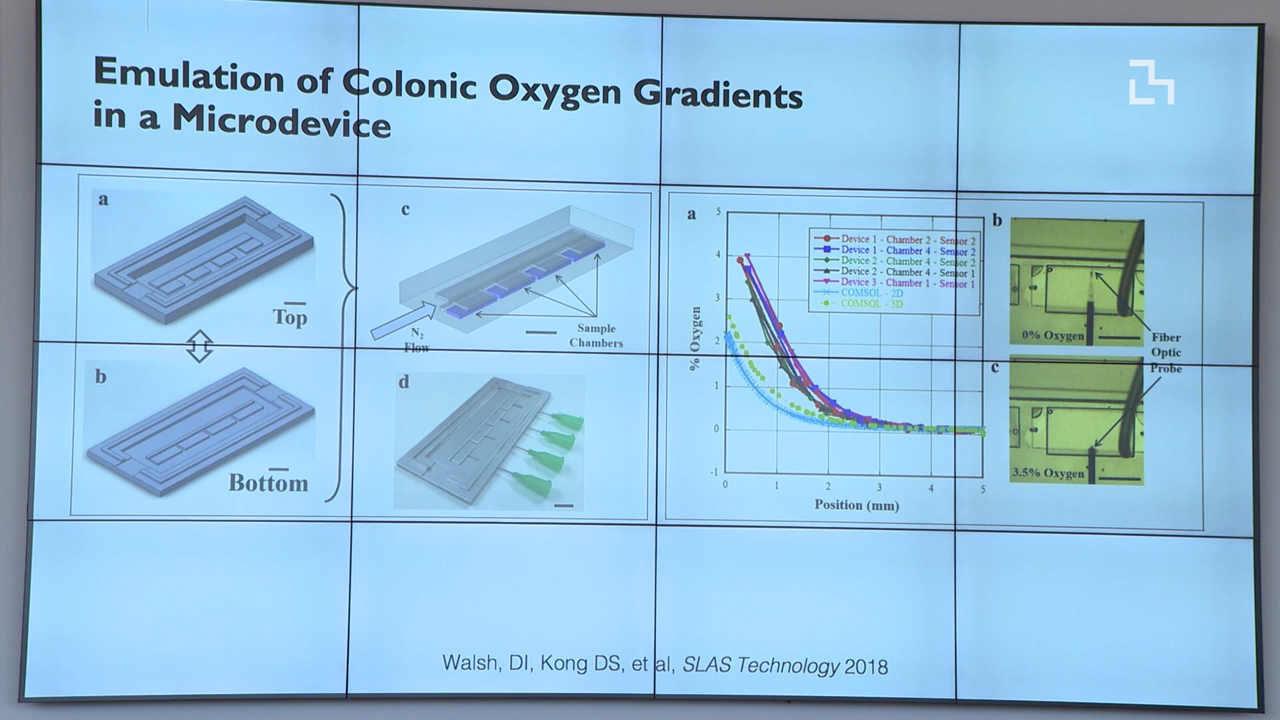 Emulation of Colonic Oxygen Gradients
in a Microdevice
a
Top
b
Bottom
c
N₂
Flow
Sample
Chambers
d
a
5
4
3
2
1
0
-1
% Oxygen
Device 1 - Chamber 2 - Sensor 2
Device 1 - Chamber 4 - Sensor 2
Device 2 - Chamber 4 - Sensor 2
Device 2 - Chamber 4 - Sensor 1
Device 3 - Chamber 1 - Sensor 1
COMSOL - 2D
COMSOL - 3D
0 1 2 3 4 5
Position (mm)
b
0% Oxygen
Fiber
Optic
Probe
c
3.5% Oxygen
Walsh, DI, Kong DS, et al, SLAS Technology 2018